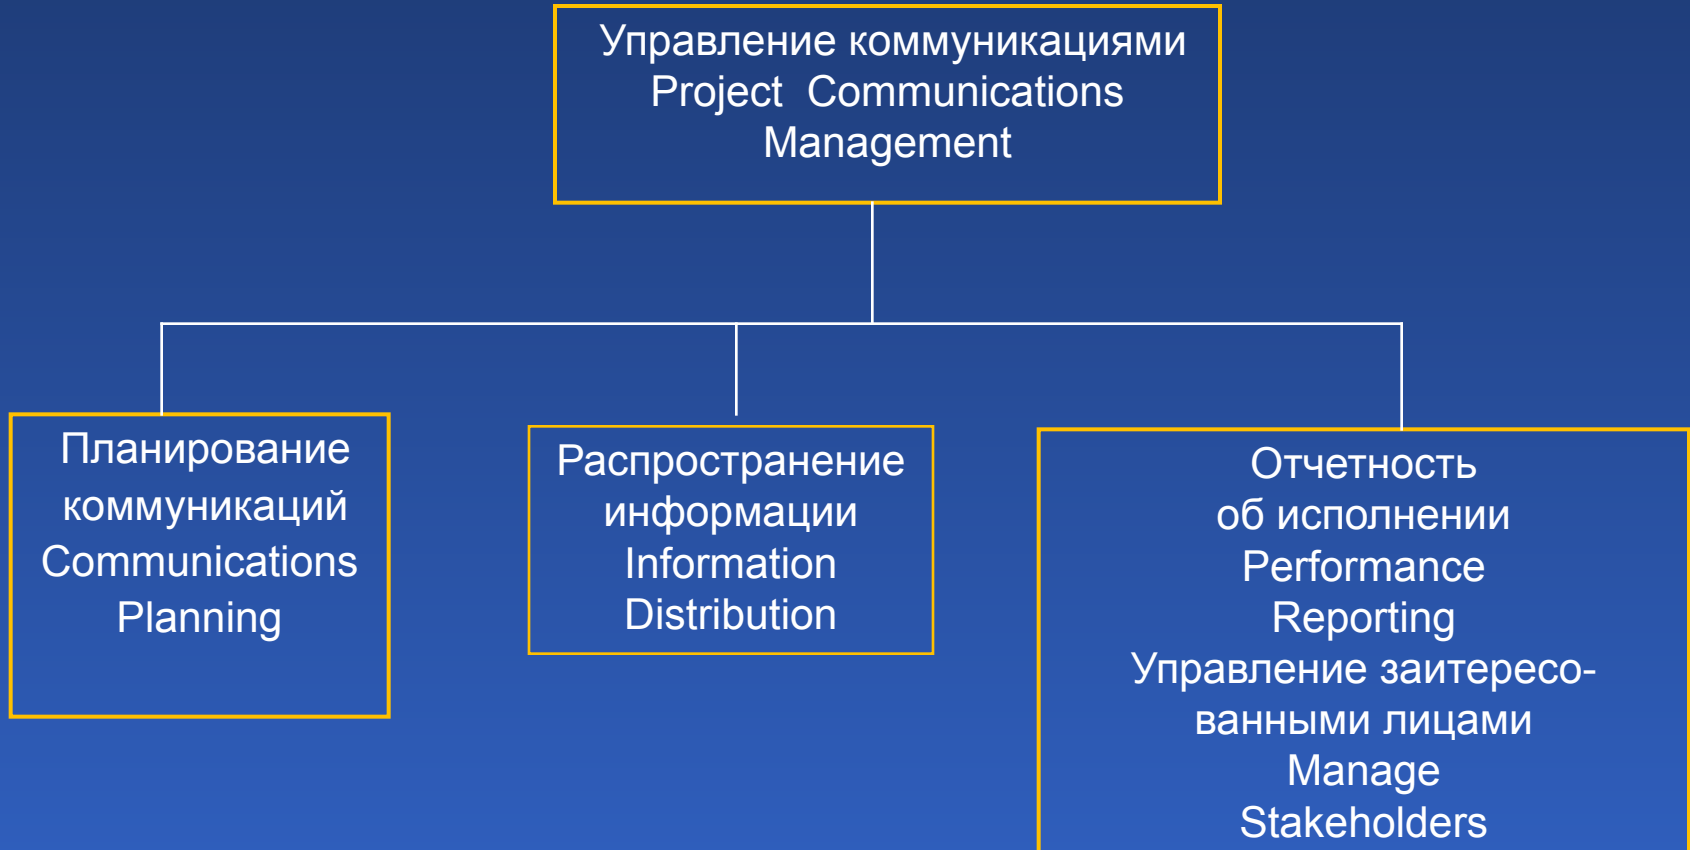 Управление коммуникациями
Project Communications
Management
Планирование
коммуникаций
Communications
Planning
Распространение
информации
Information
Distribution
Отчетность
об исполнении
Performance
Reporting
Управление заитересо-
ванными лицами
Manage
Stakeholders